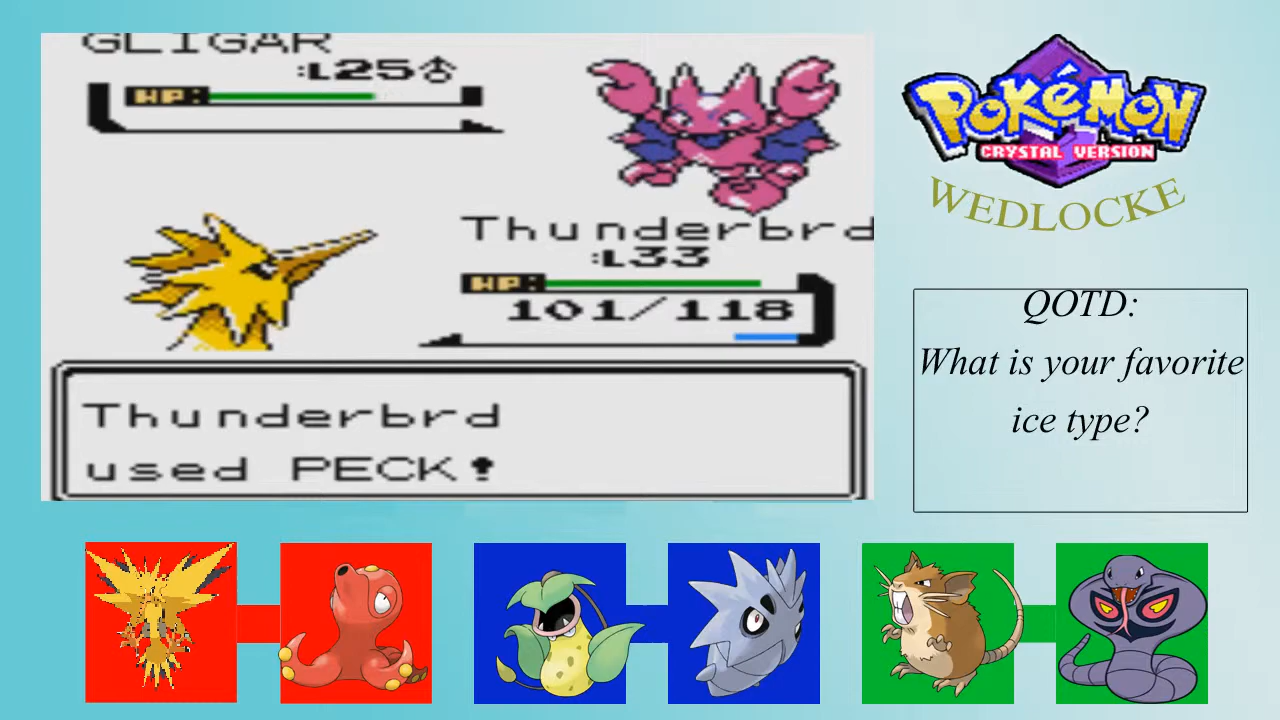 GLIGAR
:L25♂
HP:
Thunderbrd
:L33
HP:
101/118
Thunderbrd
used PECK!
POKéMON
CRYSTAL VERSION
WEDLOCKE
QOTD:
What is your favorite
ice type?